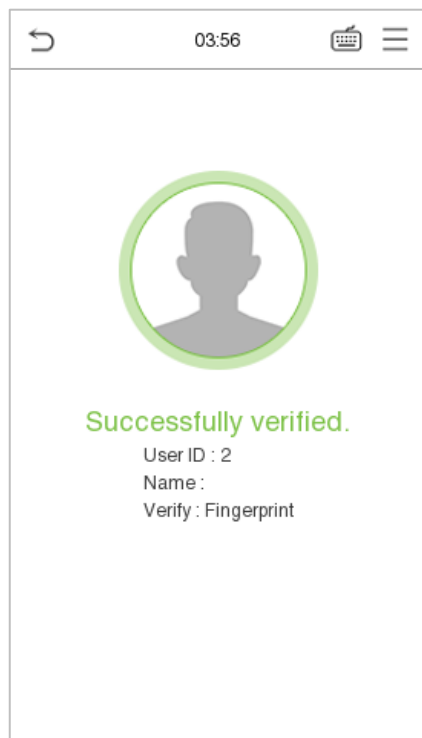 03:56
Successfully verified.
User ID : 2
Name :
Verify : Fingerprint